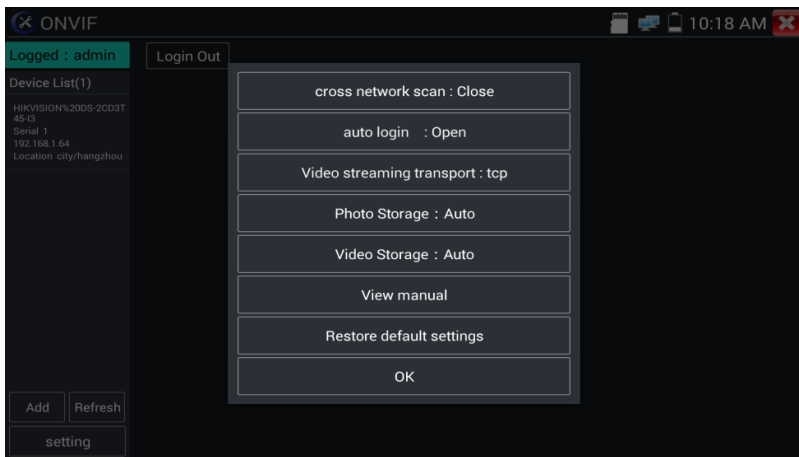 ONVIF
10:18 AM
Logged : admin
Login Out
Device List(1)
HIKVISION%20DS-2CD3T
45-I3
Serial 1
192.168.1.64
Location city/hangzhou
cross network scan : Close
auto login : Open
Video streaming transport : tcp
Photo Storage : Auto
Video Storage : Auto
View manual
Restore default settings
OK
Add
Refresh
setting